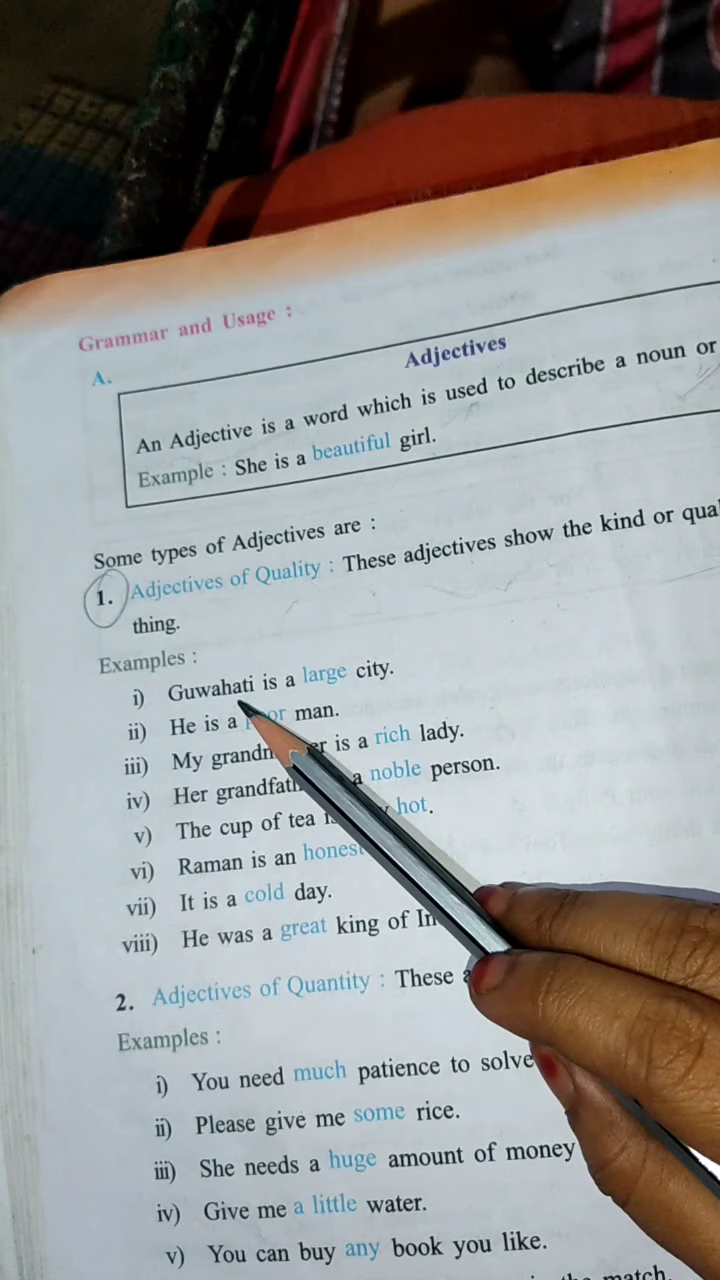 Grammar and Usage :
A.
Adjectives
An Adjective is a word which is used to describe a noun or
Example : She is a beautiful girl.
Some types of Adjectives are :
1. Adjectives of Quality : These adjectives show the kind or
thing.
Examples :
i) Guwahati is a large city.
ii) He is a man.
iii) My is a rich lady.
iv) Her a noble person.
v) The cup of tea hot.
vi) Raman is an honest
vii) It is a cold day.
viii) He was a great king of
2. Adjectives of Quantity : These
Examples :
i) You need much patience to solve
ii) Please give me some rice.
iii) She needs a huge amount of money
iv) Give me a little water.
v) You can buy any book you like.
the match.